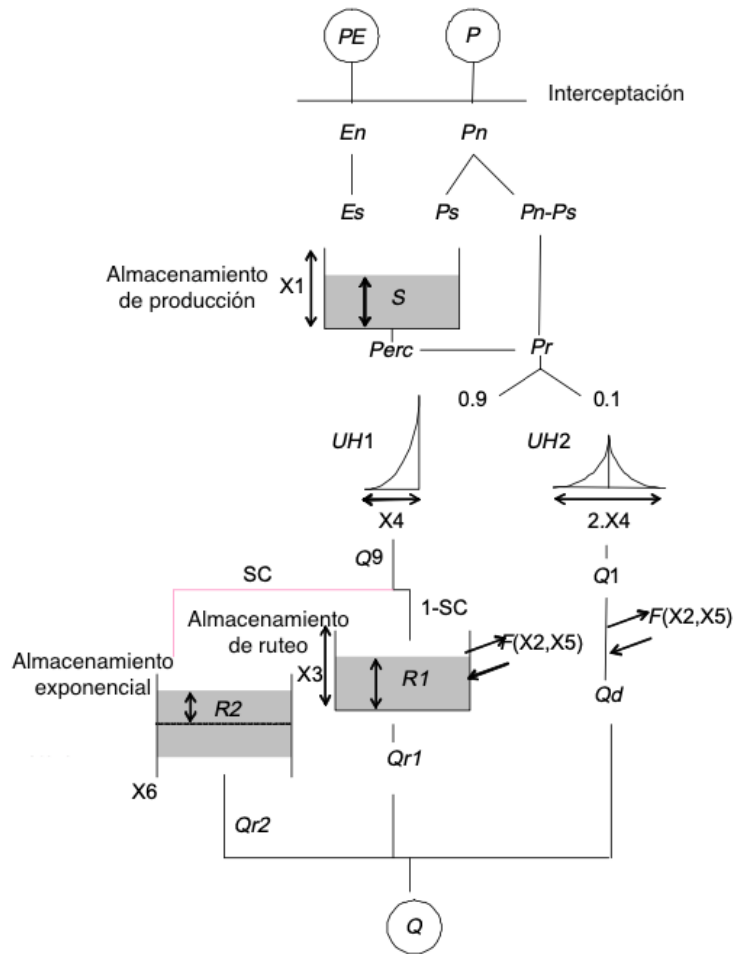 PE
P
Interceptación
En
Pn
Es
Ps
Pn-Ps
Almacenamiento
de producción
X1
S
Perc
Pr
0.9
0.1
UH1
UH2
X4
2.X4
Q9
Q1
SC
1-SC
F(X2,X5)
Almacenamiento
de ruteo
F(X2,X5)
Almacenamiento
exponencial
X3
R1
R2
Qd
Qr1
X6
Qr2
Q